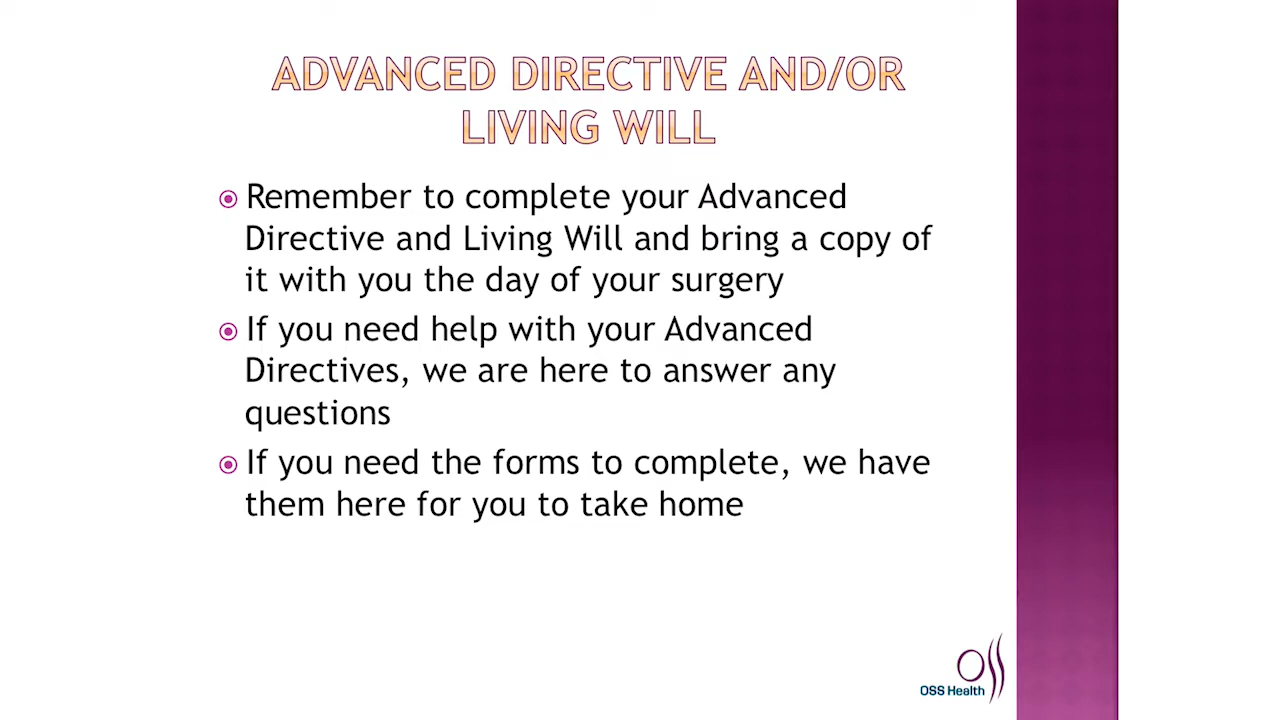 ADVANCED DIRECTIVE AND/OR
LIVING WILL
Remember to complete your Advanced
Directive and Living Will and bring a copy of
it with you the day of your surgery
If you need help with your Advanced
Directives, we are here to answer any
questions
If you need the forms to complete, we have
them here for you to take home
OSS Health